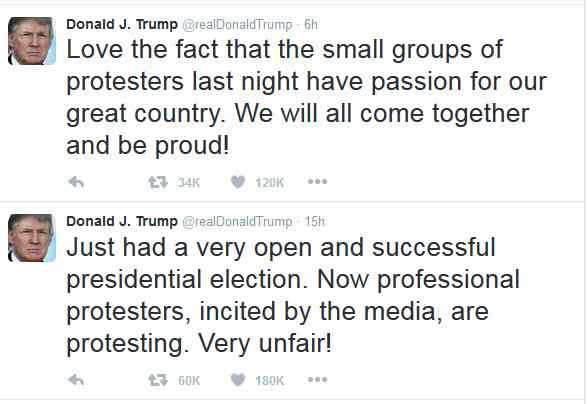 Donald J. Trump @realDonaldTrump · 6h
Love the fact that the small groups of
protesters last night have passion for our
great country. We will all come together
and be proud!
34K 120K
Donald J. Trump @realDonaldTrump · 15h
Just had a very open and successful
presidential election. Now professional
protesters, incited by the media, are
protesting. Very unfair!
60K 180K